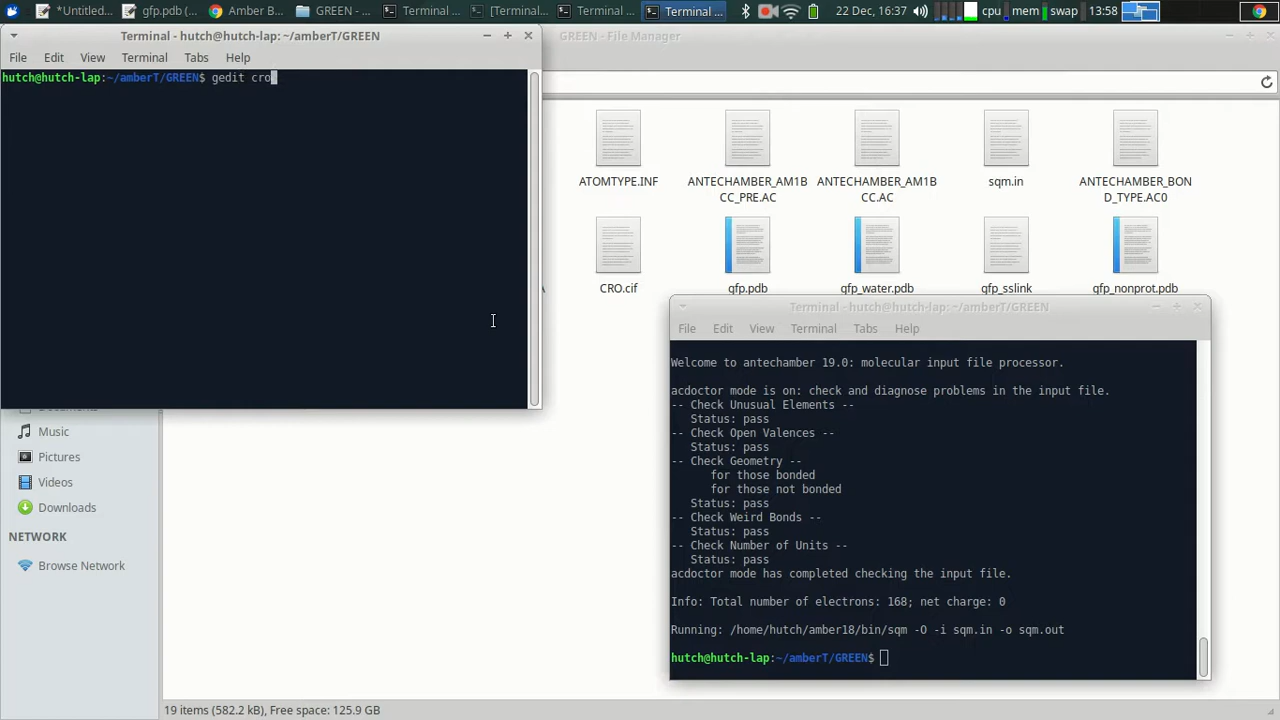 *Untitled...
gfp.pdb (...
Amber B...
GREEN - ...
Terminal ...
[Terminal...
Terminal ...
Terminal ...
22 Dec, 16:37
cpu
mem
swap
13:58
Terminal - hutch@hutch-lap: ~/amberT/GREEN
GREEN - File Manager
File Edit View Terminal Tabs Help
hutch@hutch-lap:~/amberT/GREEN$ gedit cro
ATOMTYPE.INF
ANTECHAMBER_AM1B
CC_PRE.AC
ANTECHAMBER_AM1B
CC.AC
sqm.in
ANTECHAMBER_BON
D_TYPE.AC0
CRO.cif
gfp.pdb
gfp_water.pdb
gfp_sslink
gfp_nonprot.pdb
Terminal - hutch@hutch-lap: ~/amberT/GREEN
File Edit View Terminal Tabs Help
Welcome to antechamber 19.0: molecular input file processor.
acdoctor mode is on: check and diagnose problems in the input file.
-- Check Unusual Elements --
Status: pass
-- Check Open Valences --
Status: pass
-- Check Geometry --
for those bonded
for those not bonded
Status: pass
-- Check Weird Bonds --
Status: pass
-- Check Number of Units --
Status: pass
acdoctor mode has completed checking the input file.
Info: Total number of electrons: 168; net charge: 0
Running: /home/hutch/amber18/bin/sqm -O -i sqm.in -o sqm.out
hutch@hutch-lap:~/amberT/GREEN$
Music
Pictures
Videos
Downloads
NETWORK
Browse Network
19 items (582.2 kB), Free space: 125.9 GB